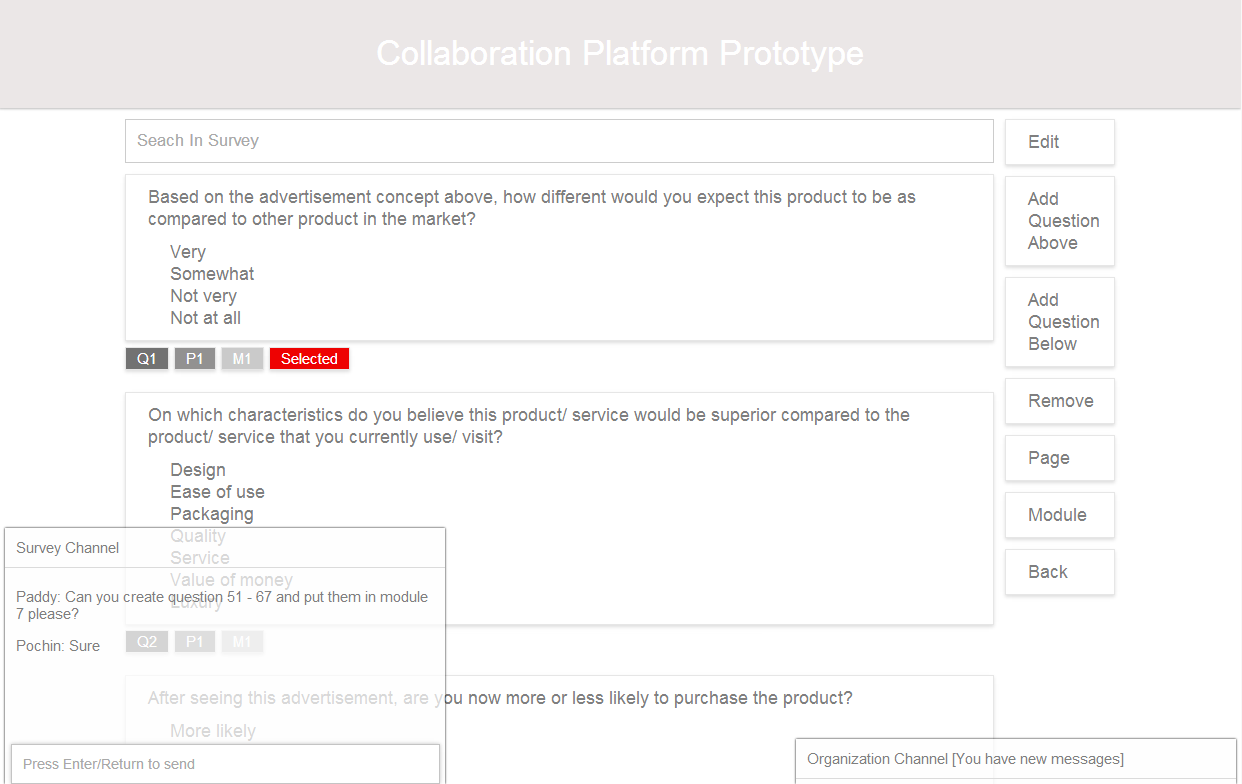 Collaboration Platform Prototype
Seach In Survey
Edit
Based on the advertisement concept above, how different would you expect this product to be as
compared to other product in the market?
Very
Somewhat
Not very
Not at all
Q1 P1 M1 Selected
Add
Question
Above
Add
Question
Below
Remove
Page
Module
Back
On which characteristics do you believe this product/ service would be superior compared to the
product/ service that you currently use/ visit?
Design
Ease of use
Packaging
Quality
Service
Value of money
Luxury
Q2 P1 M1
After seeing this advertisement, are you now more or less likely to purchase the product?
More likely
Survey Channel
Paddy: Can you create question 51 - 67 and put them in module
7 please?
Pochin: Sure
Press Enter/Return to send
Organization Channel [You have new messages]